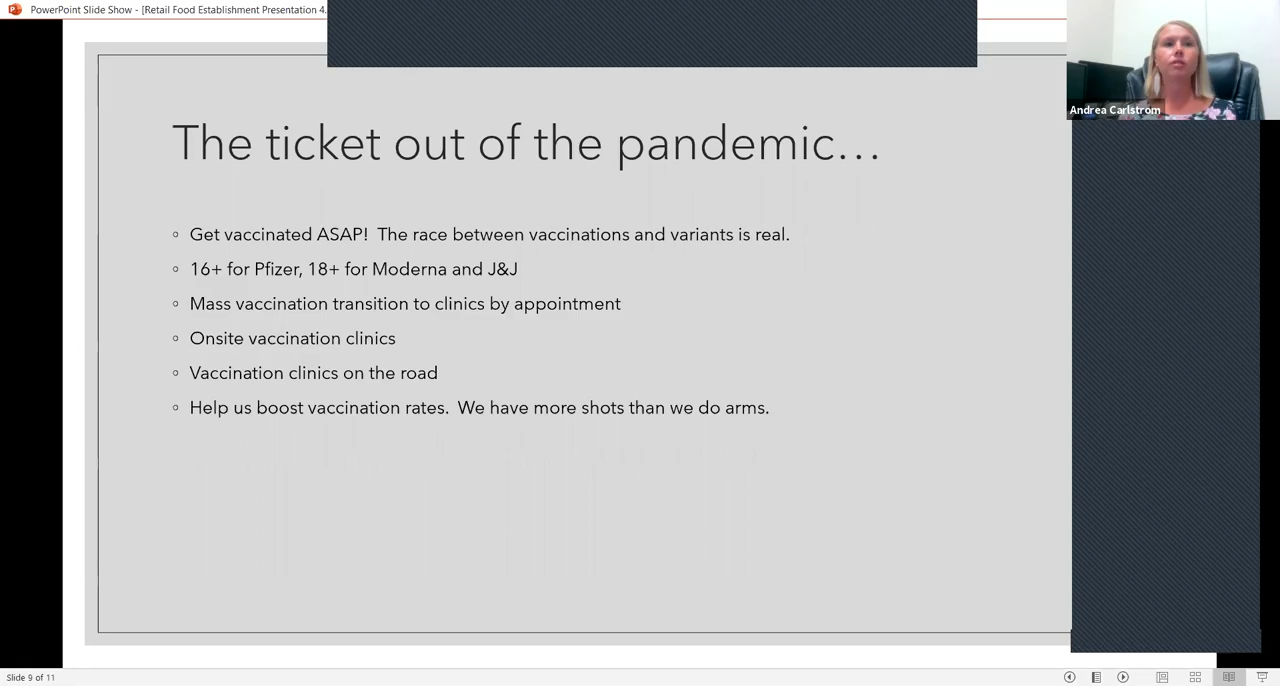 PowerPoint Slide Show - [Retail Food Establishment Presentation 4.
Andrea Carlstrom
The ticket out of the pandemic…
Get vaccinated ASAP!  The race between vaccinations and variants is real.
16+ for Pfizer, 18+ for Moderna and J&J
Mass vaccination transition to clinics by appointment
Onsite vaccination clinics
Vaccination clinics on the road
Help us boost vaccination rates.  We have more shots than we do arms.
Slide 9 of 11